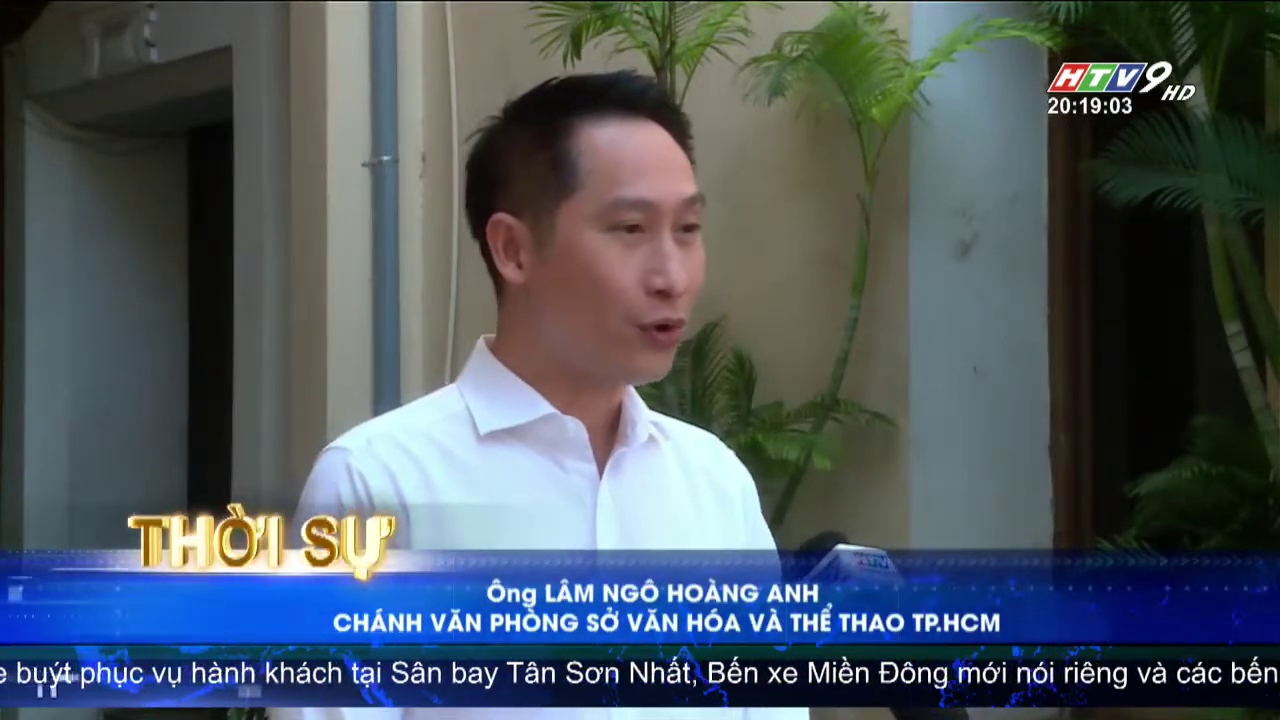 HTV9 HD
20:19:03
THỜI SỰ
HTV
Ông LÂM NGÔ HOÀNG ANH
CHÁNH VĂN PHÒNG SỞ VĂN HÓA VÀ THỂ THAO TP.HCM
e buýt phục vụ hành khách tại Sân bay Tân Sơn Nhất, Bến xe Miền Đông mới nói riêng và các bến